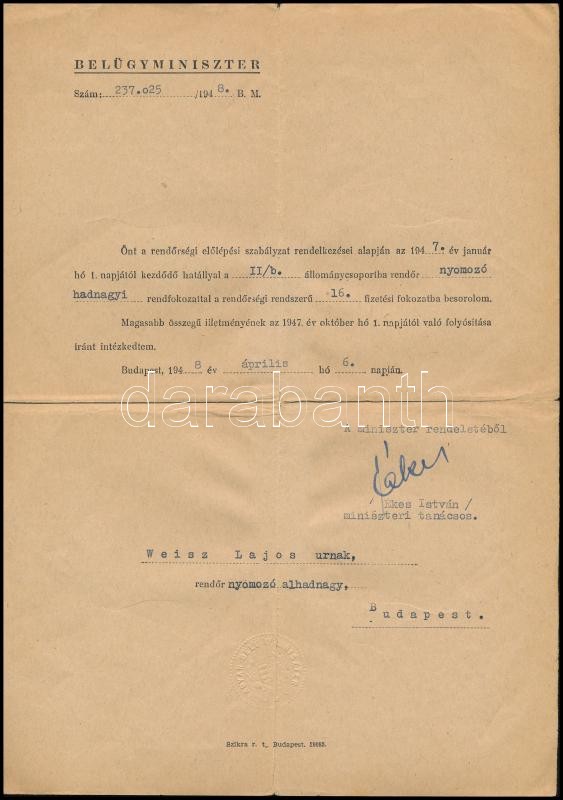 BELÜGYMINISZTER
Szám: 237.o25 /1948. B. M.
Önt a rendőrségi előlépési szabályzat rendelkezései alapján az 1947. év január
hó 1. napjától kezdődő hatállyal a II/b. állománycsoportba rendőr nyomozó
hadnagyi rendfokozattal a rendőrségi rendszerű 16. fizetési fokozatba besorolom.
Magasabb összegű illetményének az 1947. év október hó 1. napjától való folyósítása
iránt intézkedtem.
Budapest, 1948 év április hó 6. napján.
darabanth
A miniszter rendeletéből
Ékes
/Ékes István/
miniszteri tanácsos.
Weisz Lajos urnak,
rendőr nyomozó alhadnagy,
Budapest.
Szikra r. t., Budapest.